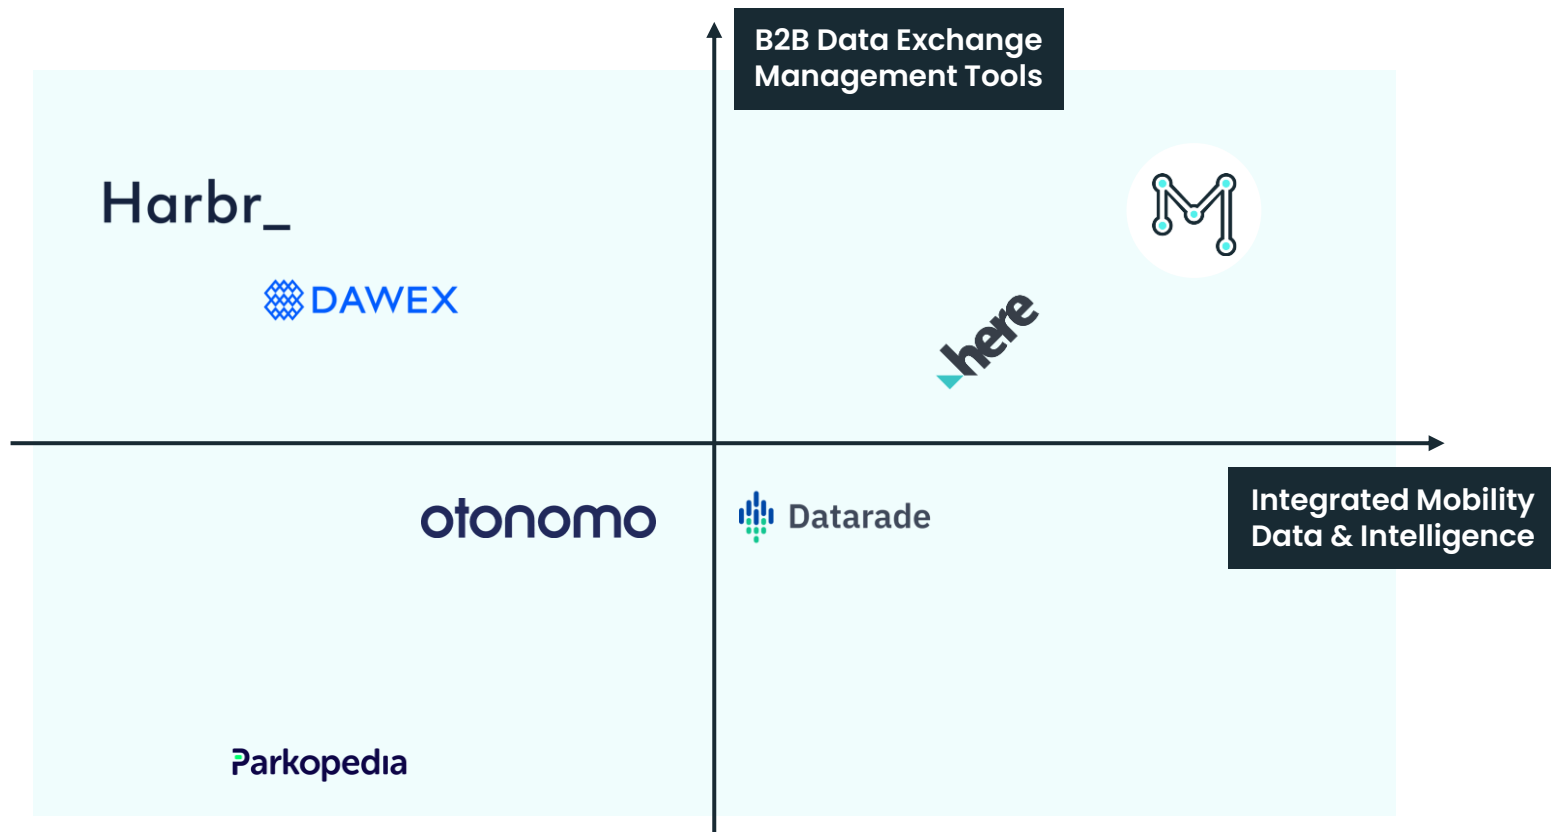 B2B Data Exchange
Management Tools
Harbr_
DAWEX
here
otonomo
Datarade
Integrated Mobility
Data & Intelligence
Parkopedia